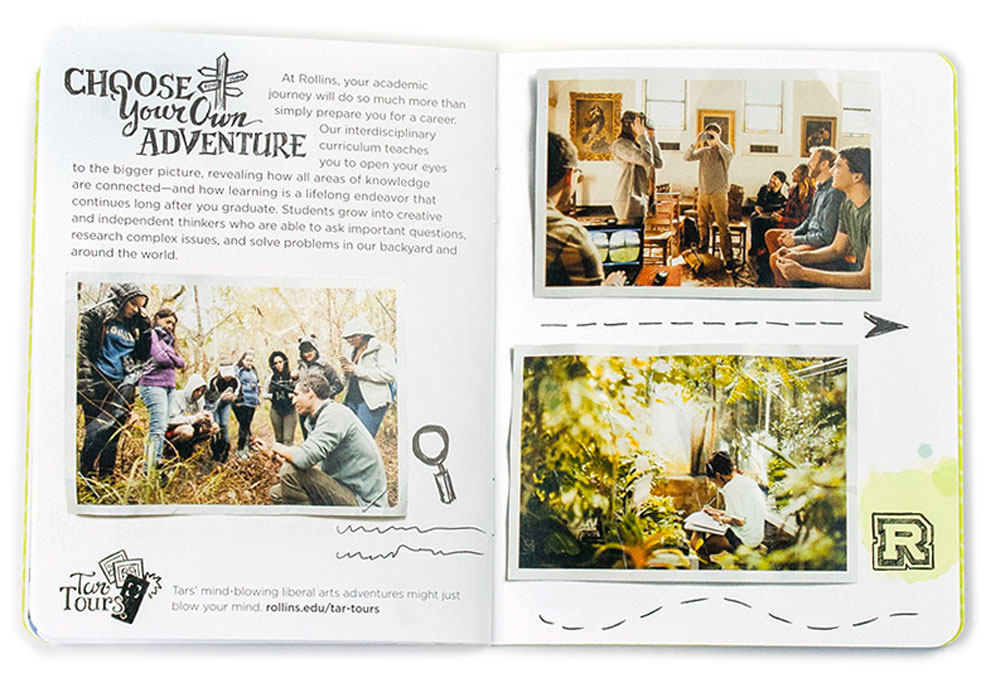 CHOOSE
Your Own
ADVENTURE
At Rollins, your academic
journey will do so much more than
simply prepare you for a career.
Our interdisciplinary
curriculum teaches
you to open your eyes
to the bigger picture, revealing how all areas of knowledge
are connected—and how learning is a lifelong endeavor that
continues long after you graduate. Students grow into creative
and independent thinkers who are able to ask important questions,
research complex issues, and solve problems in our backyard and
around the world.
Tar
Tours
Tars’ mind-blowing liberal arts adventures might just
blow your mind. rollins.edu/tar-tours
R